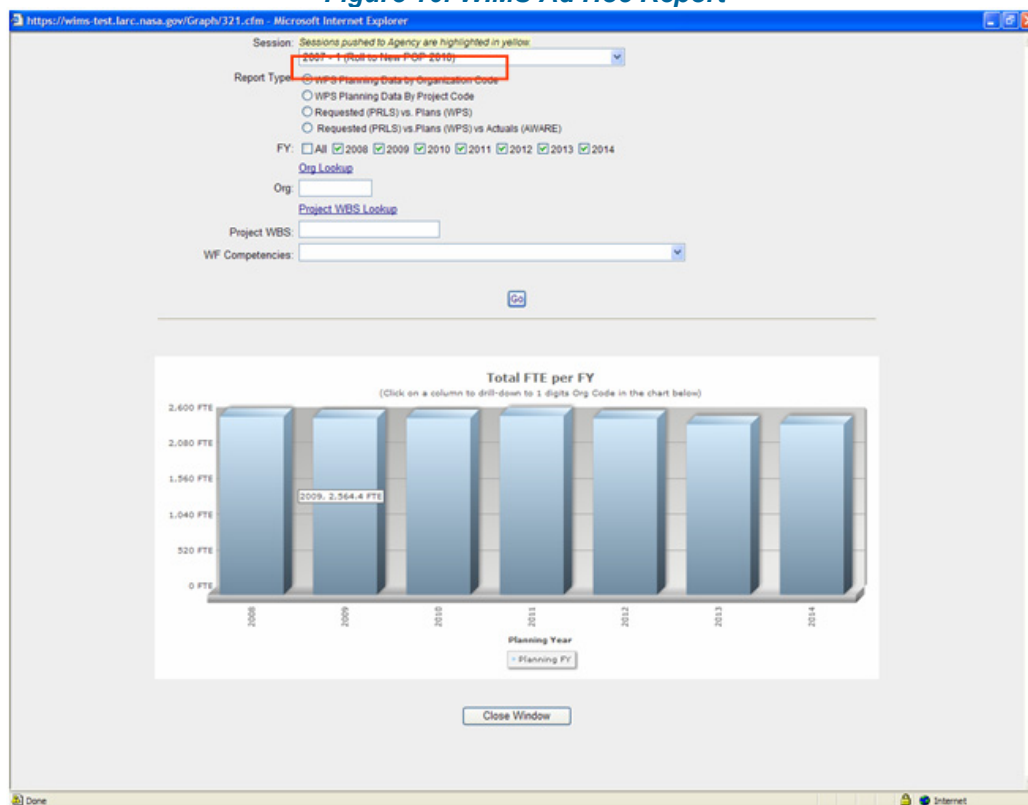 Figure 10. WIMS Ad Hoc Report
https://wims-test.larc.nasa.gov/Graph/321.cfm - Microsoft Internet Explorer
Session: Sessions pushed to Agency are highlighted in yellow
2007 - 1 (Roll to New POP 2010)
Report Type: WPS Planning Data by Organization Code
WPS Planning Data By Project Code
Requested (PRLS) vs. Plans (WPS)
Requested (PRLS) vs.Plans (WPS) vs Actuals (AWARE)
FY: All 2008 2009 2010 2011 2012 2013 2014
Org Lookup
Org:
Project WBS Lookup
Project WBS:
WF Competencies:
Go
Total FTE per FY
(Click on a column to drill-down to 1 digits Org Code in the chart below)
2,600 FTE
2,080 FTE
1,560 FTE
2009, 2,564.4 FTE
1,040 FTE
520 FTE
0 FTE
2008 2009 2010 2011 2012 2013 2014
Planning Year
Planning FY
Close Window
Done Internet